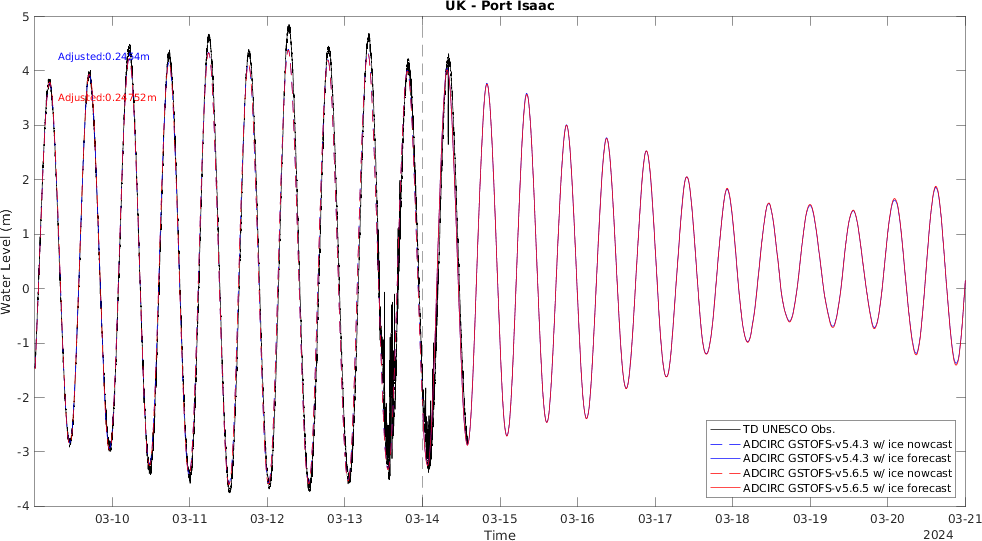 UK - Port Isaac
Water Level (m)
5
4
3
2
1
0
-1
-2
-3
-4
Adjusted:0.2454m
Adjusted:0.24752m
TD UNESCO Obs.
ADCIRC GSTOFS-v5.4.3 w/ ice nowcast
ADCIRC GSTOFS-v5.4.3 w/ ice forecast
ADCIRC GSTOFS-v5.6.5 w/ ice nowcast
ADCIRC GSTOFS-v5.6.5 w/ ice forecast
03-10 03-11 03-12 03-13 03-14 03-15 03-16 03-17 03-18 03-19 03-20 03-21
Time
2024